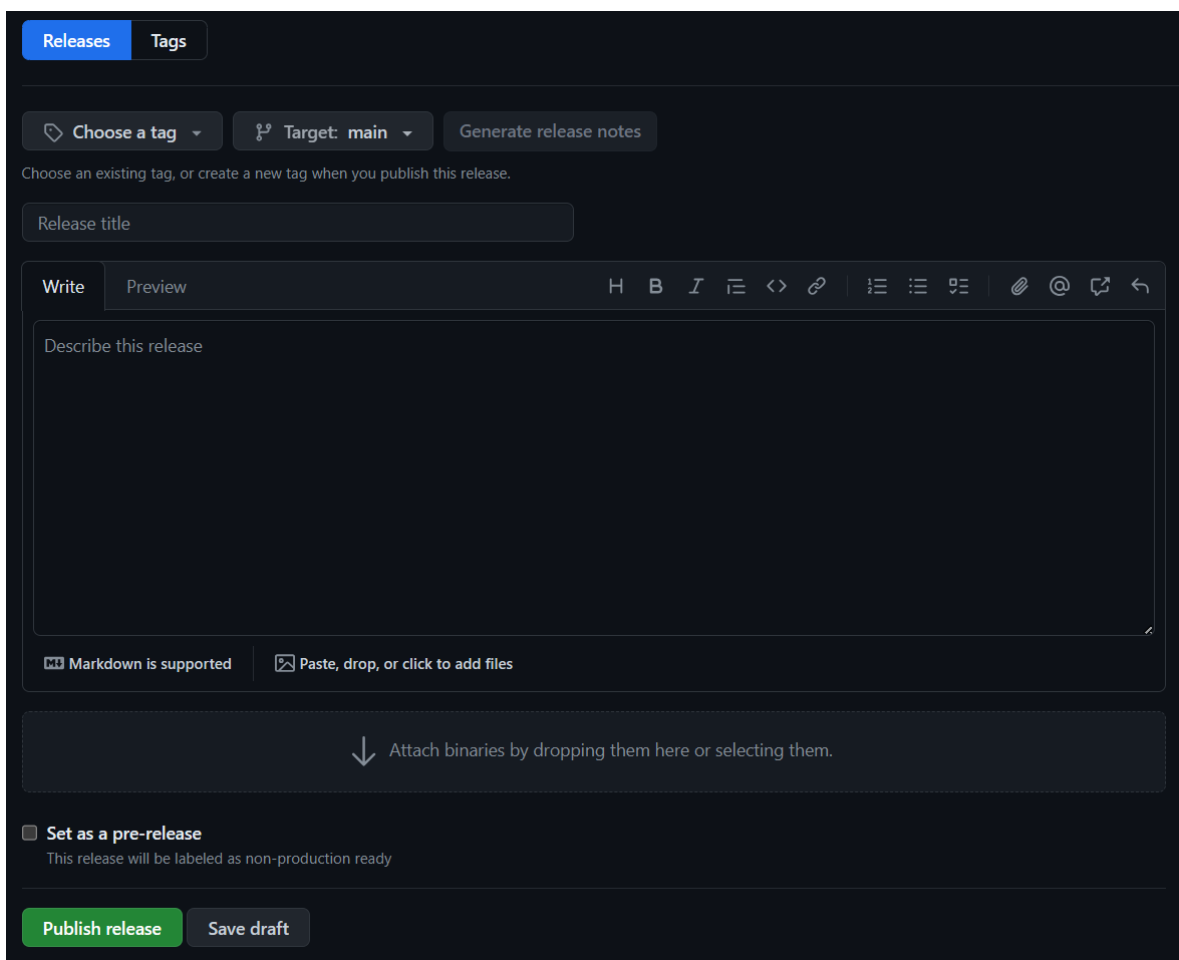 Releases Tags
Choose a tag Target: main Generate release notes
Choose an existing tag, or create a new tag when you publish this release.
Release title
Write Preview
Describe this release
Markdown is supported Paste, drop, or click to add files
Attach binaries by dropping them here or selecting them.
Set as a pre-release
This release will be labeled as non-production ready
Publish release Save draft